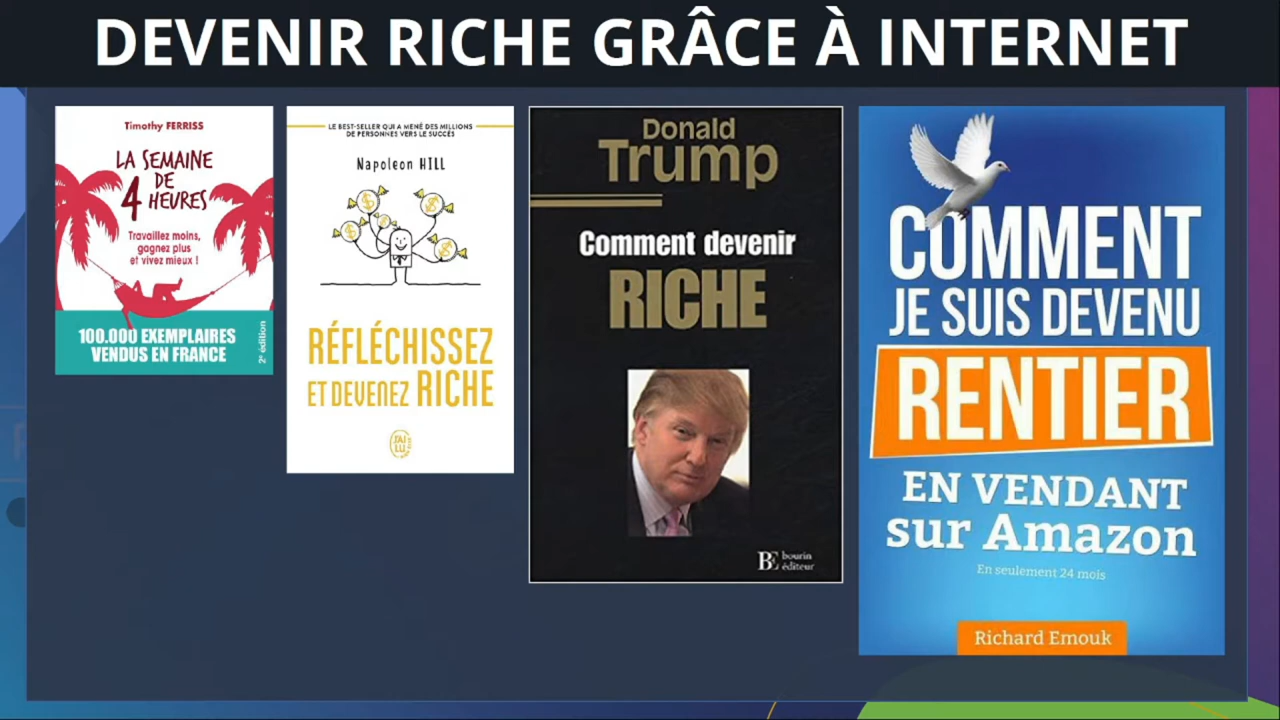 DEVENIR RICHE GRÂCE À INTERNET
Timothy FERRISS
LA SEMAINE
DE
4 HEURES
Travaillez moins,
gagnez plus
et vivez mieux !
100.000 EXEMPLAIRES
VENDUS EN FRANCE
2e édition
LE BEST-SELLER QUI A MENÉ DES MILLIONS
DE PERSONNES VERS LE SUCCÈS
Napoleon HILL
RÉFLÉCHISSEZ
ET DEVENEZ RICHE
J'AI
LU
Donald
Trump
Comment devenir
RICHE
BE bourin
éditeur
COMMENT
JE SUIS DEVENU
RENTIER
EN VENDANT
sur Amazon
En seulement 24 mois
Richard Emouk